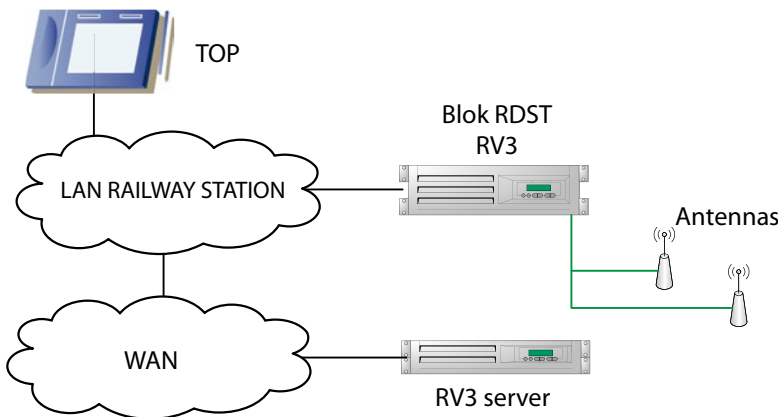 TOP
Blok RDST
RV3
LAN RAILWAY STATION
Antennas
WAN
RV3 server